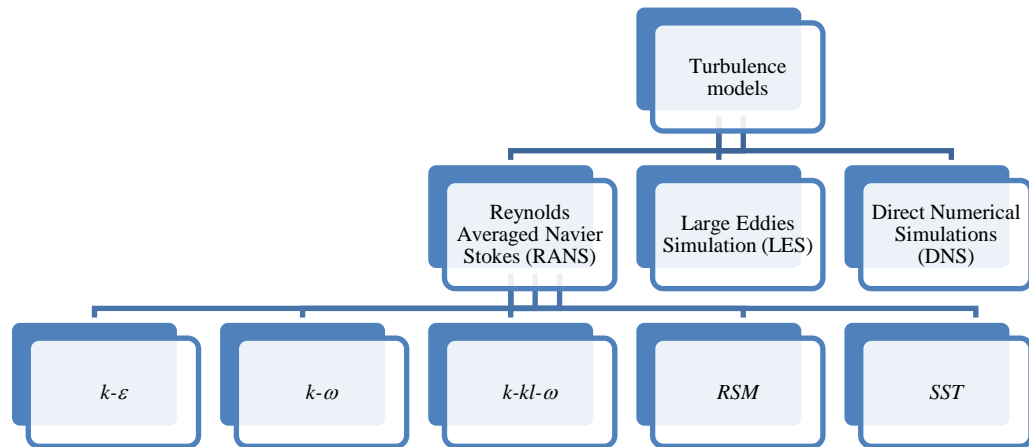 Turbulence
models
Reynolds
Averaged Navier
Stokes (RANS)
Large Eddies
Simulation (LES)
Direct Numerical
Simulations
(DNS)
k-ε
k-ω
k-kl-ω
RSM
SST